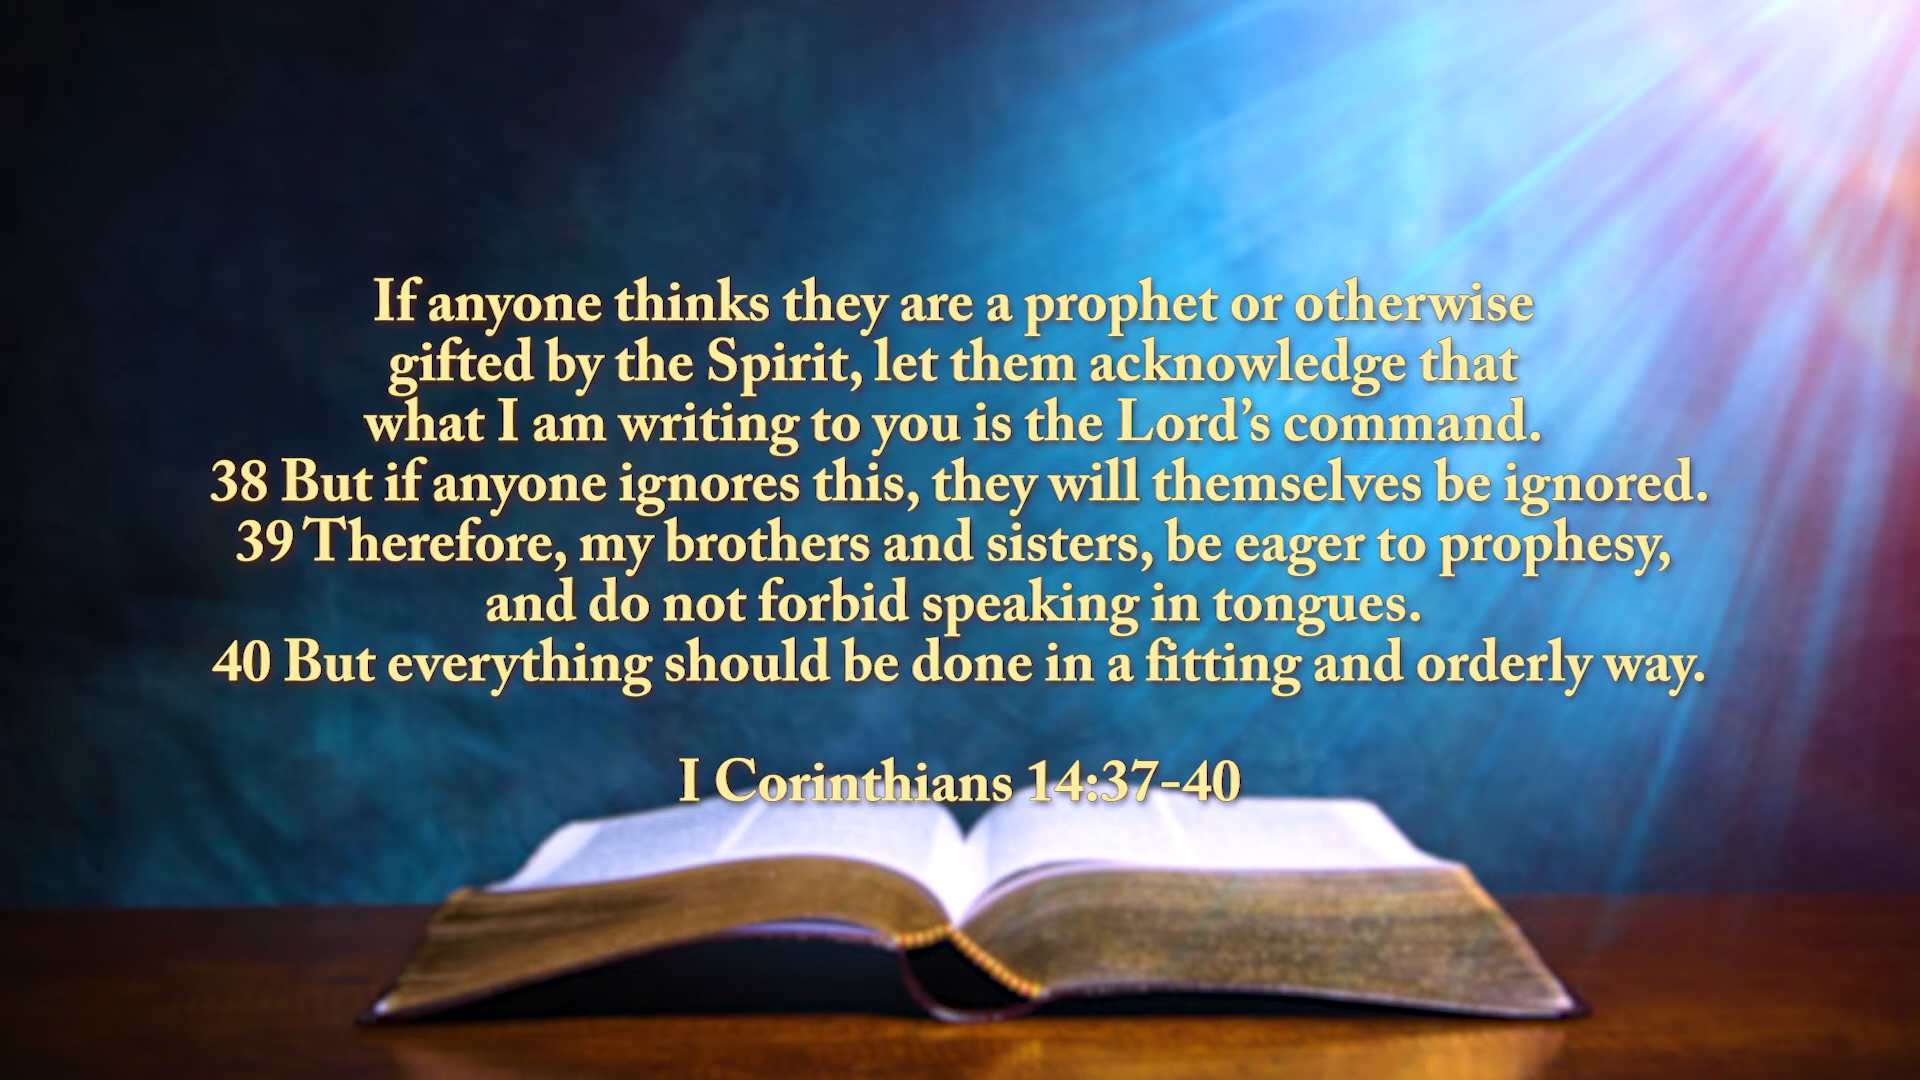 If anyone thinks they are a prophet or otherwise
gifted by the Spirit, let them acknowledge that
what I am writing to you is the Lord’s command.
38 But if anyone ignores this, they will themselves be ignored.
39 Therefore, my brothers and sisters, be eager to prophesy,
and do not forbid speaking in tongues.
40 But everything should be done in a fitting and orderly way.
I Corinthians 14:37-40